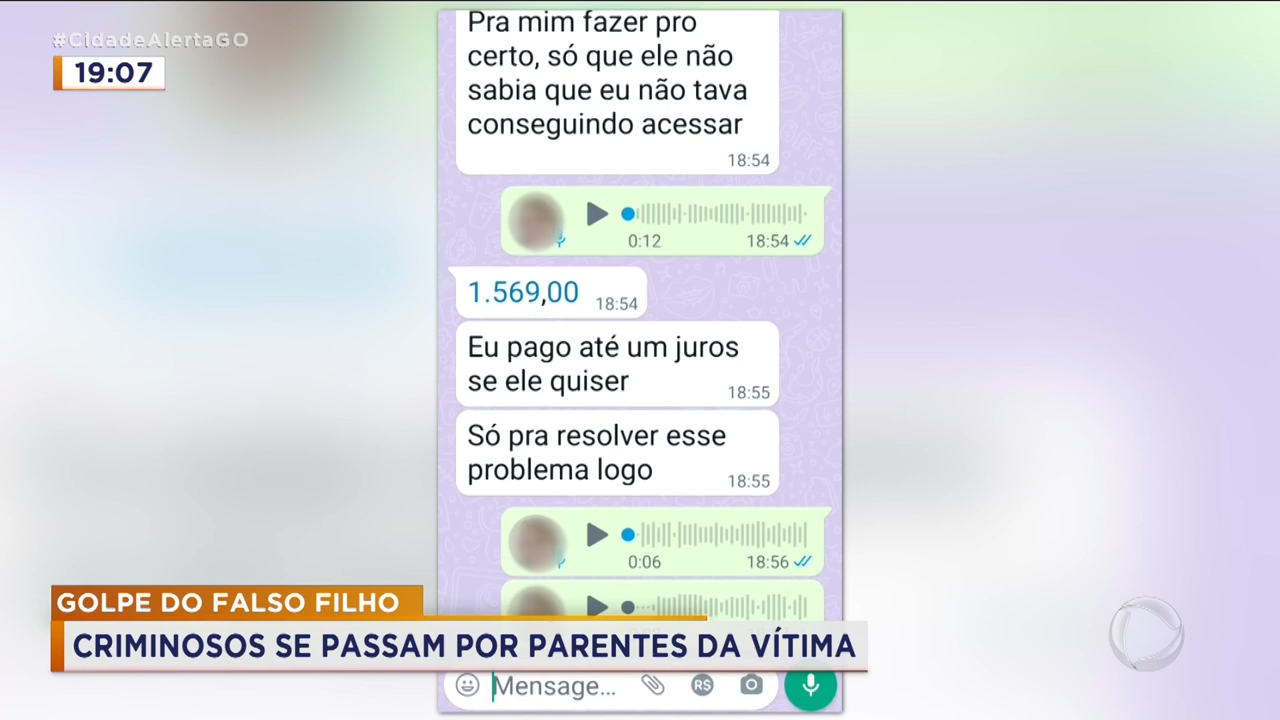 #CidadeAlertaGO
19:07
Pra mim fazer pro
certo, só que ele não
sabia que eu não tava
conseguindo acessar
18:54
0:12
18:54
1.569,00
18:54
Eu pago até um juros
se ele quiser
18:55
Só pra resolver esse
problema logo
18:55
0:06
18:56
GOLPE DO FALSO FILHO
CRIMINOSOS SE PASSAM POR PARENTES DA VÍTIMA
Mensage...
R$